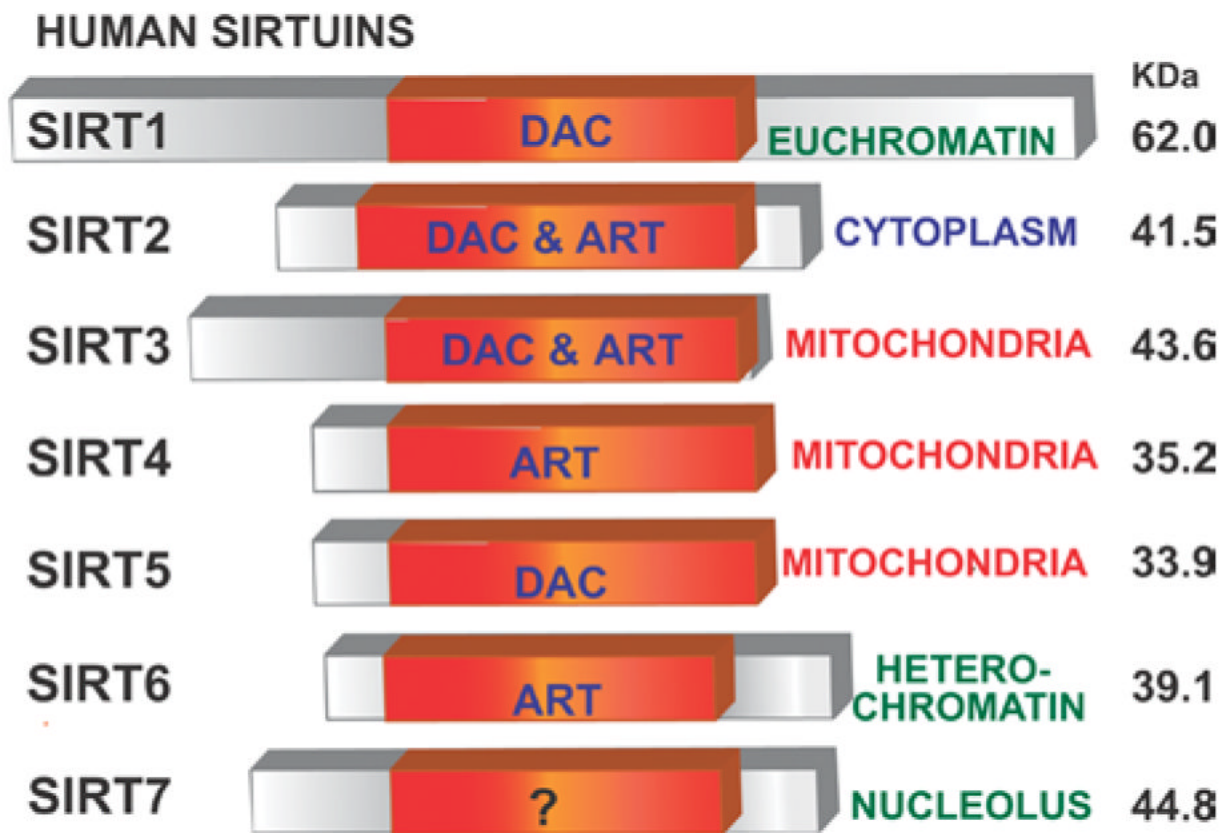 HUMAN SIRTUINS
KDa
SIRT1 DAC EUCHROMATIN 62.0
SIRT2 DAC & ART CYTOPLASM 41.5
SIRT3 DAC & ART MITOCHONDRIA 43.6
SIRT4 ART MITOCHONDRIA 35.2
SIRT5 DAC MITOCHONDRIA 33.9
SIRT6 ART HETERO-
CHROMATIN 39.1
SIRT7 ? NUCLEOLUS 44.8